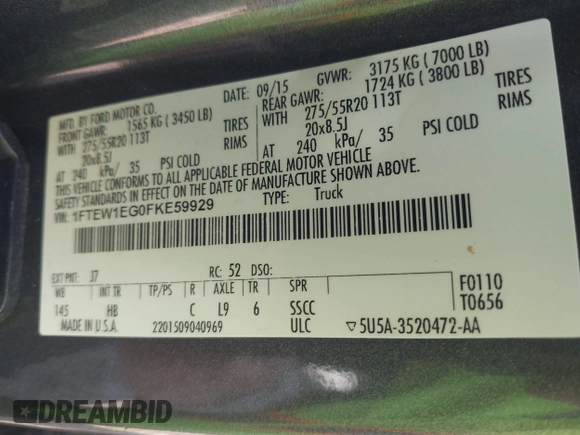 MFD. BY FORD MOTOR CO.
DATE: 09/15 GVWR: 3175 KG ( 7000 LB)
FRONT GAWR: 1565 KG ( 3450 LB)
REAR GAWR: 1724 KG ( 3800 LB)
WITH 275/55R20 113T TIRES
20x8.5J RIMS
AT 240 kPa/ 35 PSI COLD
WITH 275/55R20 113T TIRES
20x8.5J RIMS
AT 240 kPa/ 35 PSI COLD
THIS VEHICLE CONFORMS TO ALL APPLICABLE FEDERAL MOTOR VEHICLE
SAFETY STANDARDS IN EFFECT ON THE DATE OF MANUFACTURE SHOWN ABOVE.
VIN: 1FTEW1EG0FKE59929 TYPE: Truck
EXT PNT: J7 RC: 52 DSO:
WB INT TR TP/PS R AXLE TR SPR F0110
145 HB C L9 6 SSCC T0656
MADE IN U.S.A. 2201509040969 ULC ▽5U5A-3520472-AA
DREAMBID